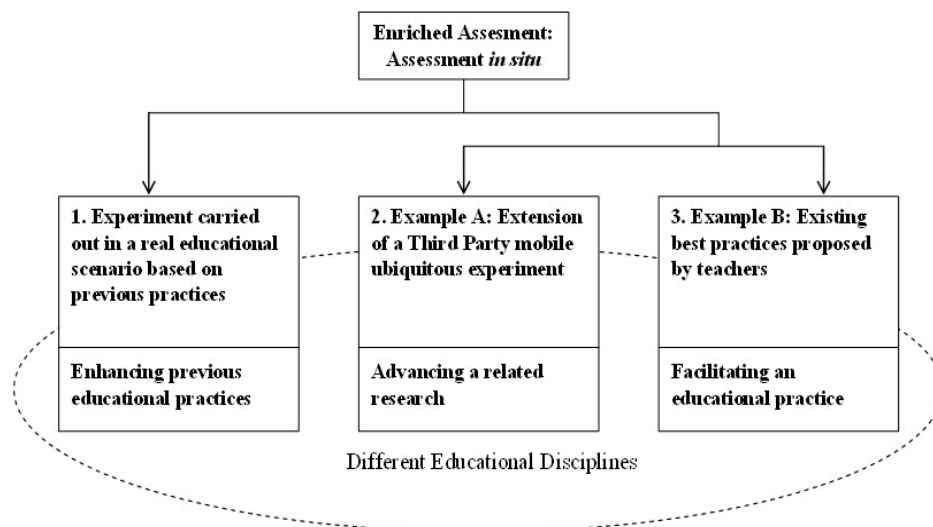 Enriched Assesment:
Assessment in situ
1. Experiment carried
out in a real educational
scenario based on
previous practices
Enhancing previous
educational practices
2. Example A: Extension
of a Third Party mobile
ubiquitous experiment
Advancing a related
research
3. Example B: Existing
best practices proposed
by teachers
Facilitating an
educational practice
Different Educational Disciplines